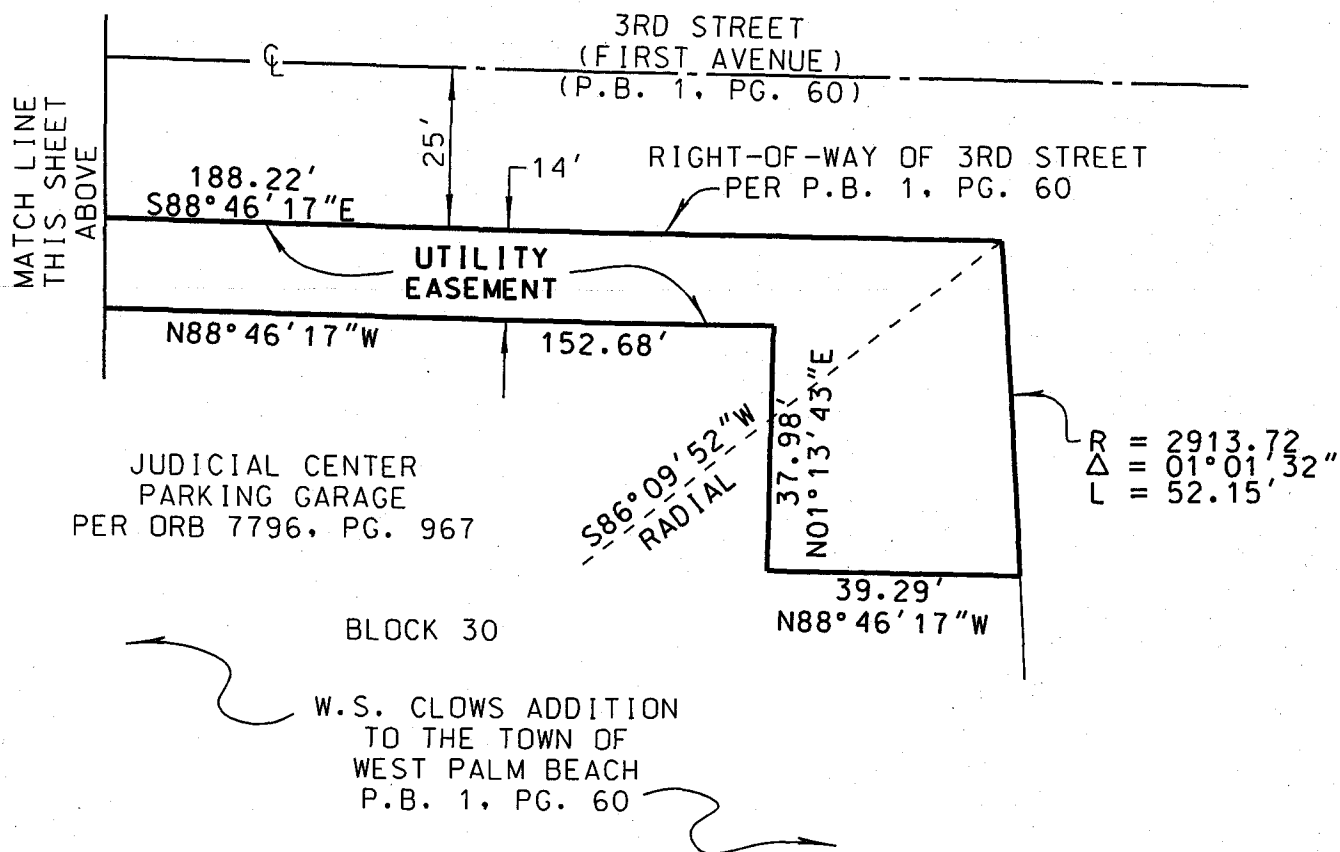 3RD STREET
(FIRST AVENUE)
(P.B. 1, PG. 60)
℄
MATCH LINE
THIS SHEET
ABOVE
25'
14'
RIGHT-OF-WAY OF 3RD STREET
PER P.B. 1, PG. 60
188.22'
S88°46'17"E
UTILITY
EASEMENT
N88°46'17"W
152.68'
37.98'
N01°13'43"E
S86°09'52"W
RADIAL
R = 2913.72
Δ = 01°01'32"
L = 52.15'
JUDICIAL CENTER
PARKING GARAGE
PER ORB 7796, PG. 967
39.29'
N88°46'17"W
BLOCK 30
W.S. CLOWS ADDITION
TO THE TOWN OF
WEST PALM BEACH
P.B. 1, PG. 60